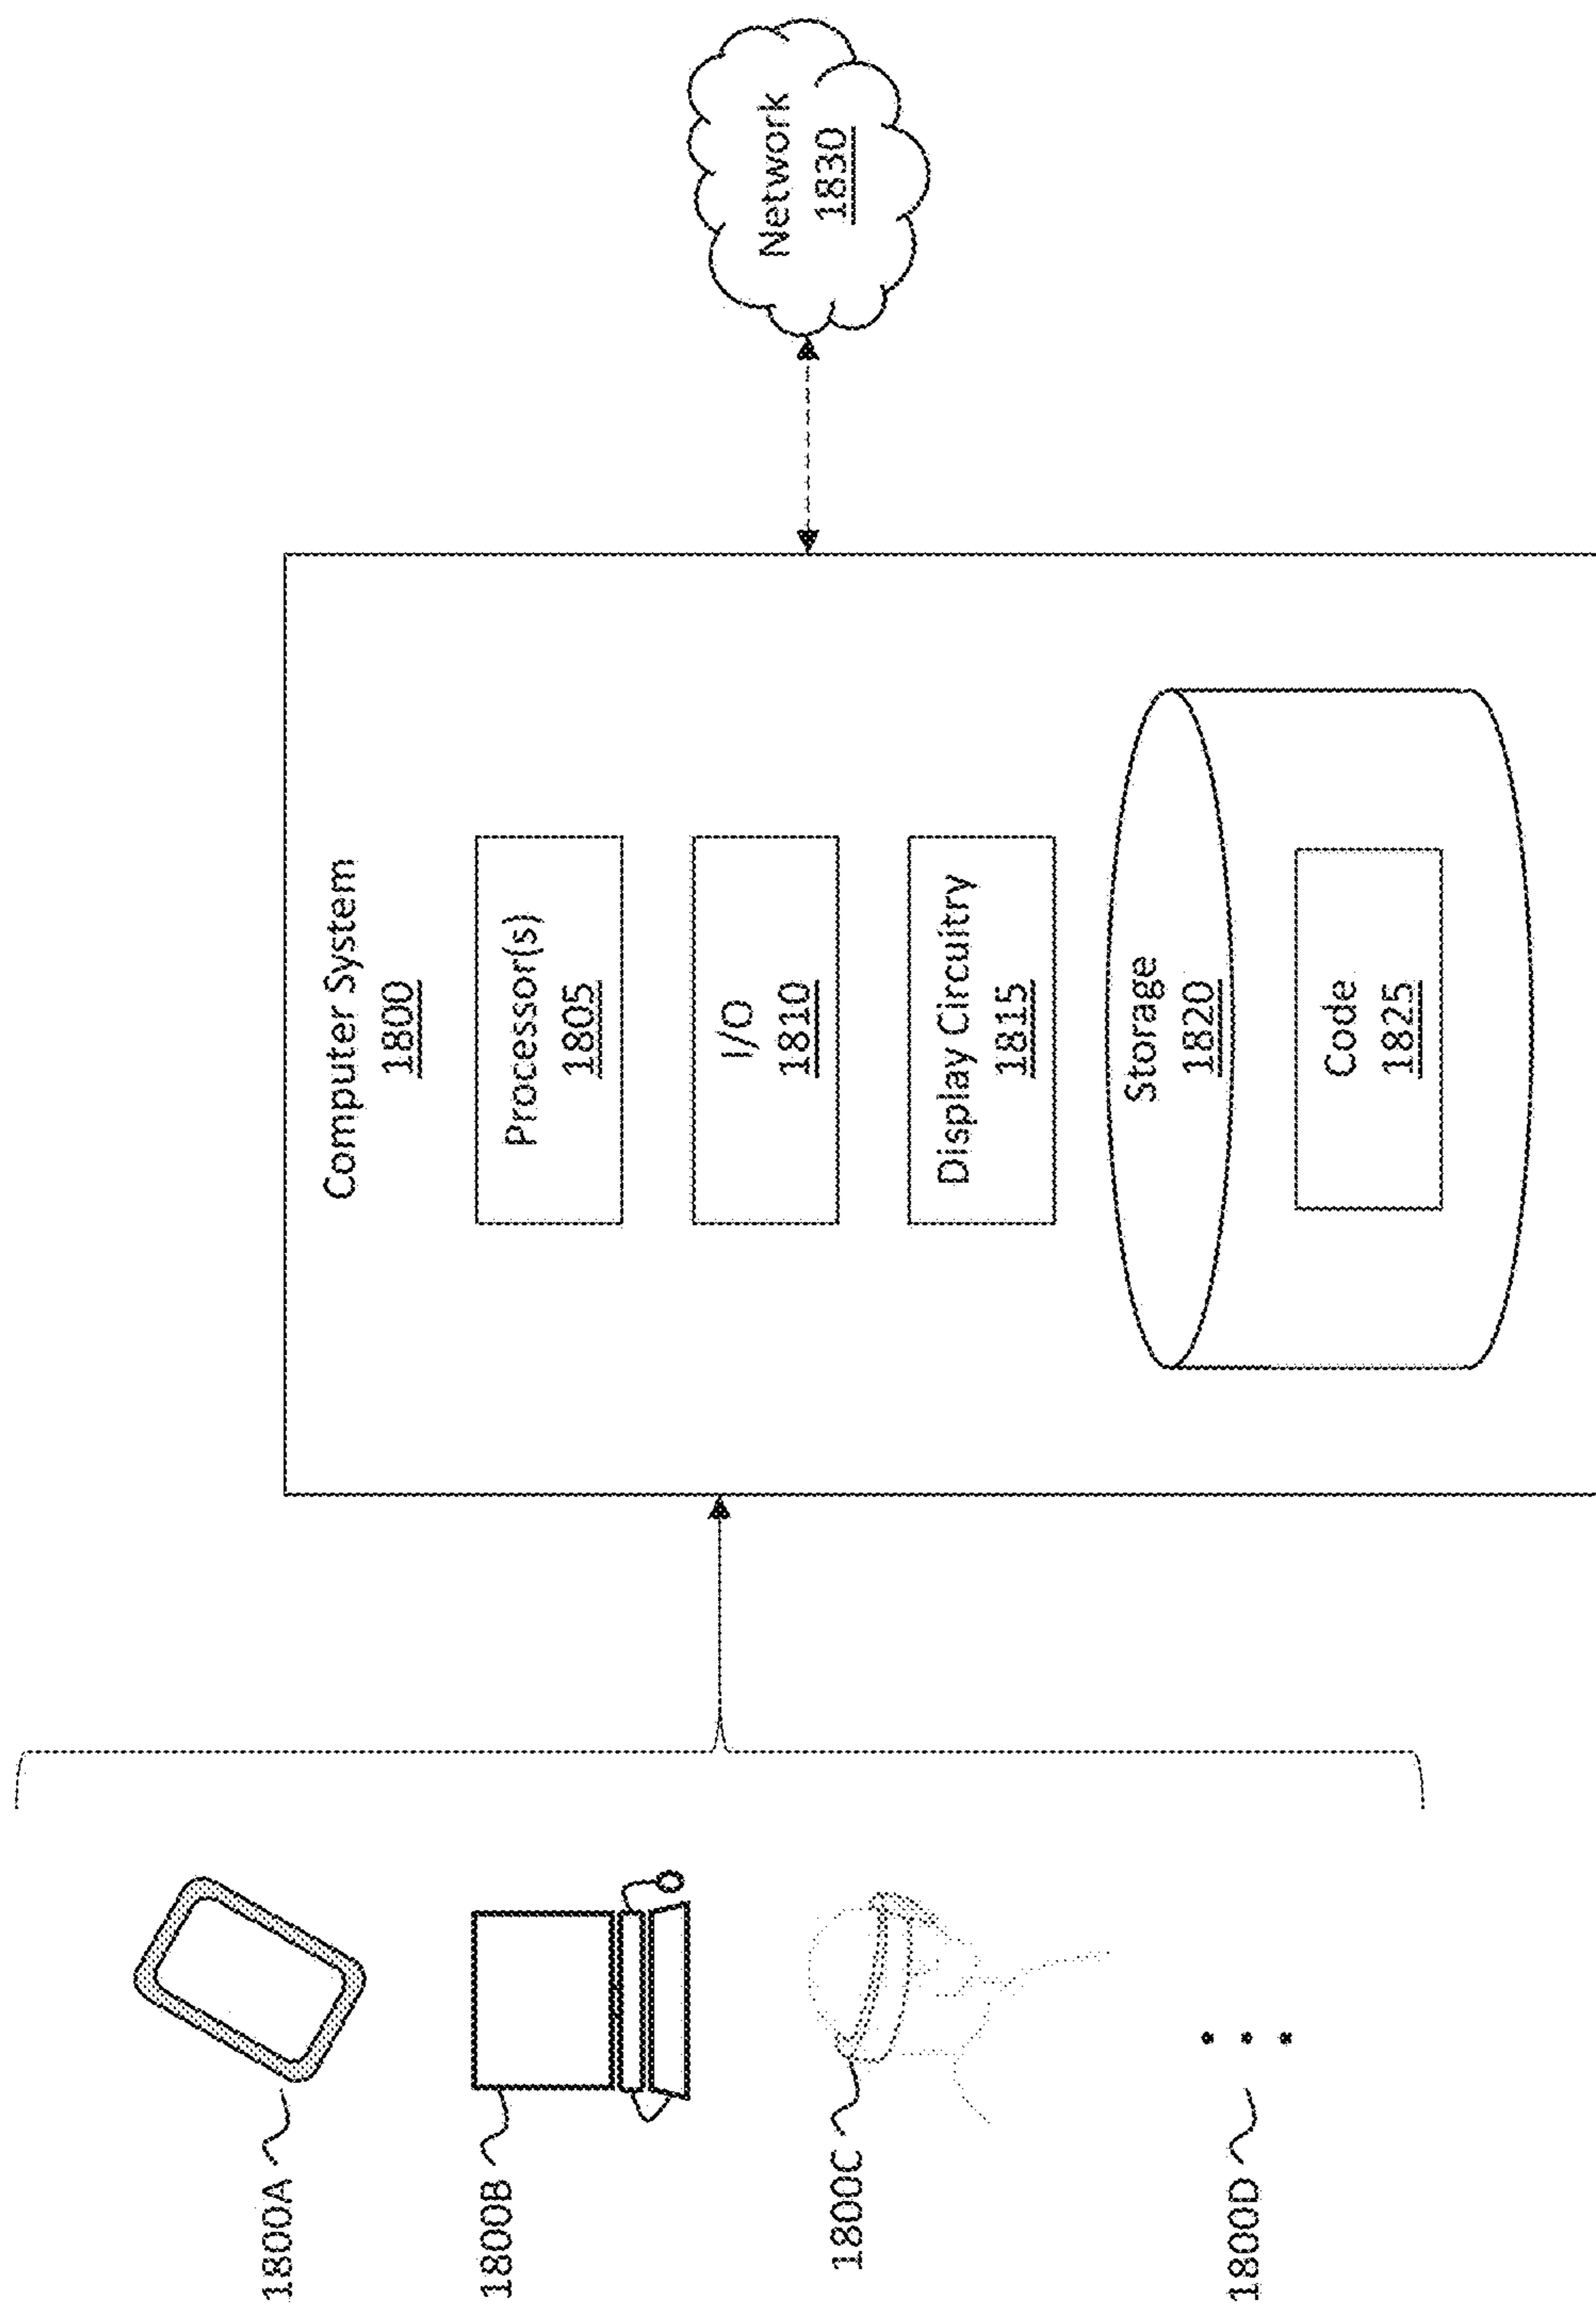 1800A
1800B
1800C
1800D
Computer System
1800
Processor(s)
1805
I/O
1810
Display Circuitry
1815
Storage
1820
Code
1825
Network
1830